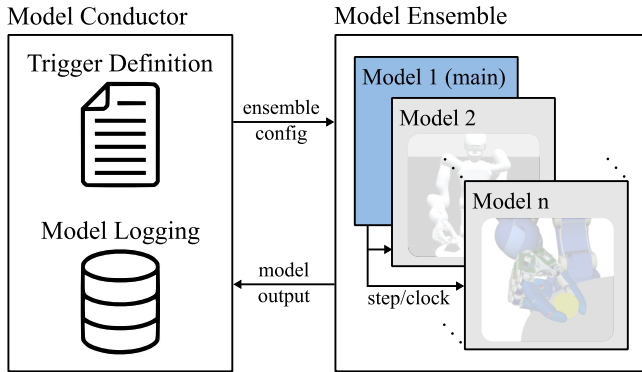 Model Conductor
Trigger Definition
Model Logging
ensemble
config
model
output
Model Ensemble
Model 1 (main)
Model 2
Model n
step/clock